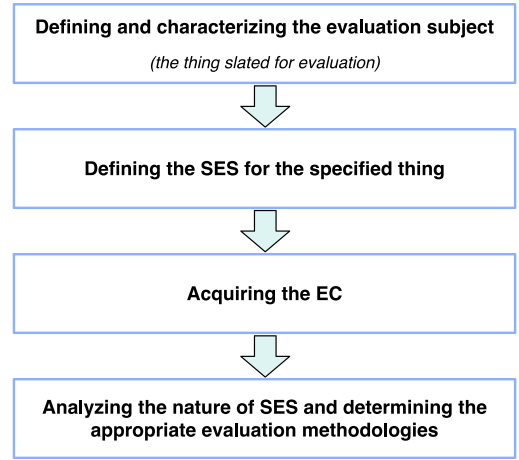 Defining and characterizing the evaluation subject
(the thing slated for evaluation)
Defining the SES for the specified thing
Acquiring the EC
Analyzing the nature of SES and determining the
appropriate evaluation methodologies